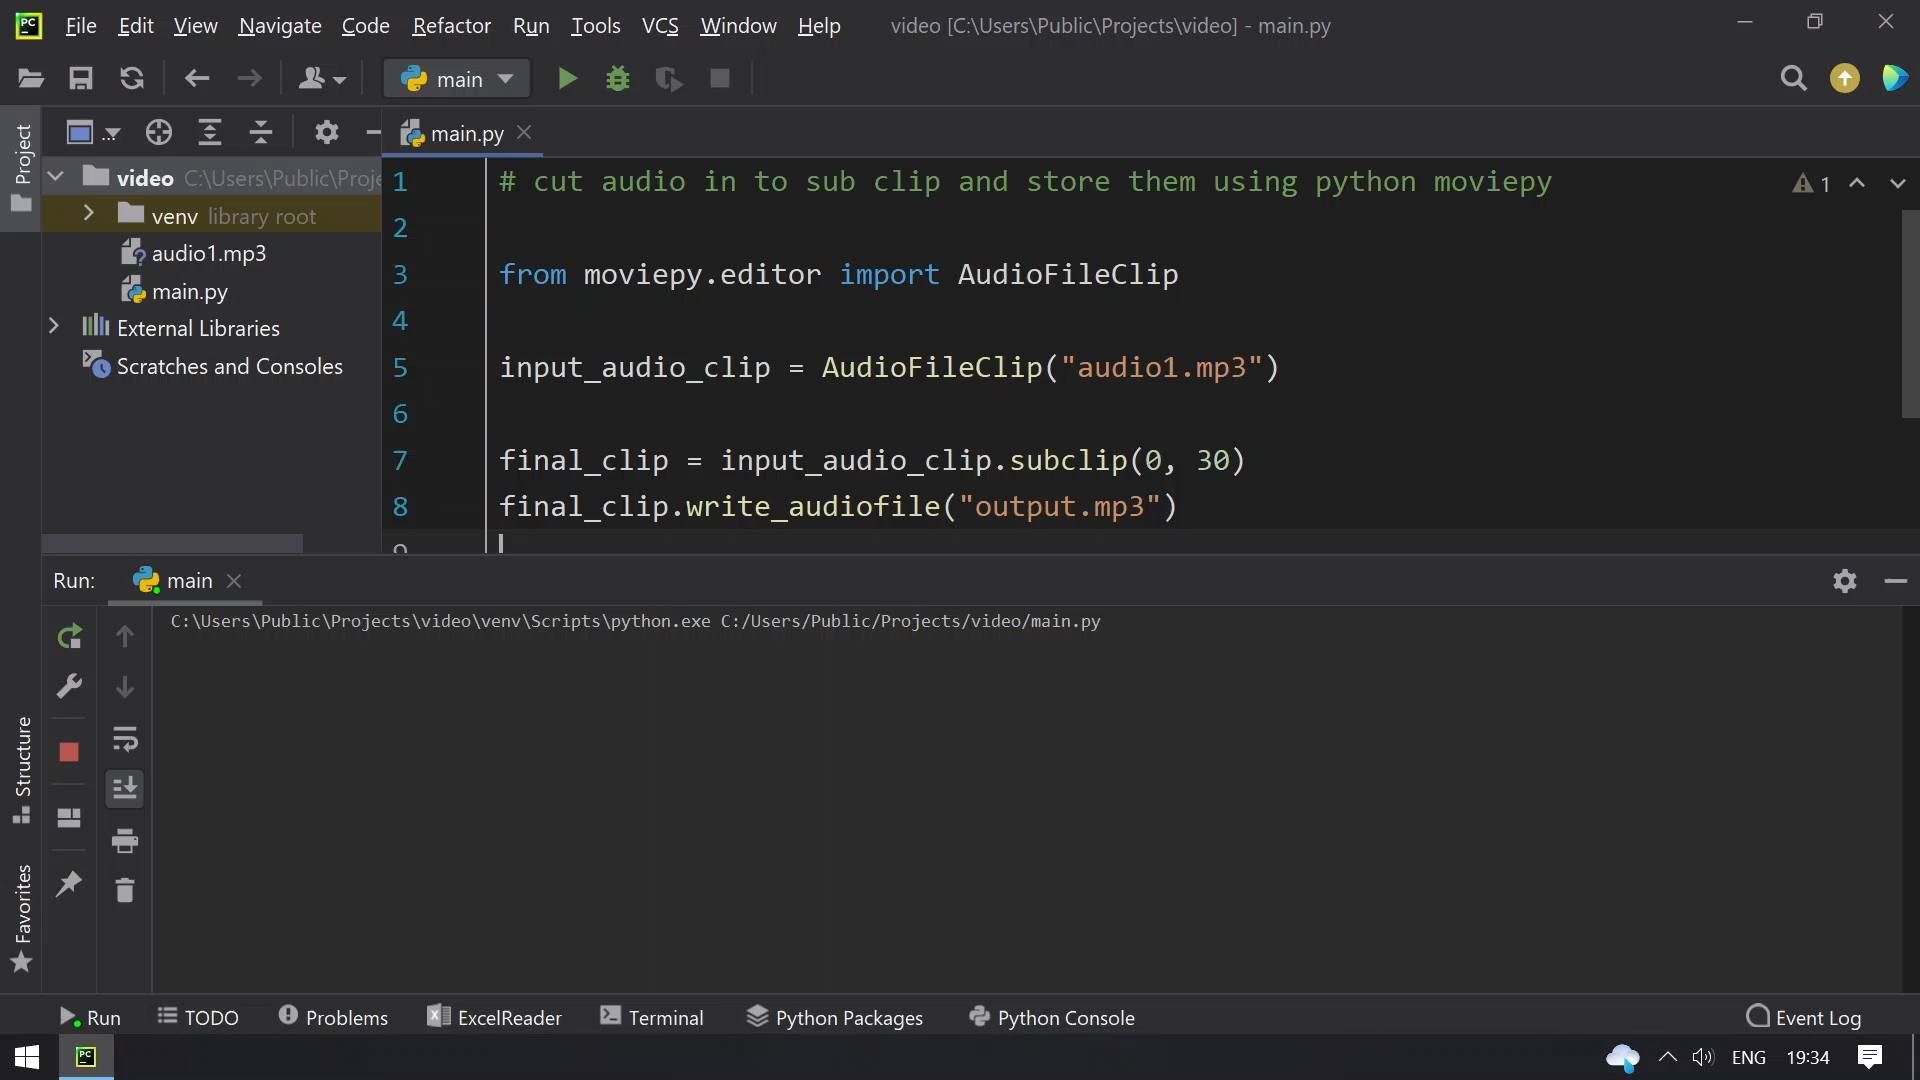 PC File Edit View Navigate Code Refactor Run Tools VCS Window Help video [C:\Users\Public\Projects\video] - main.py
main
Project
...
main.py
video C:\Users\Public\Proje
venv library root
audio1.mp3
main.py
External Libraries
Scratches and Consoles
1 # cut audio in to sub clip and store them using python moviepy
1
2
3 from moviepy.editor import AudioFileClip
4
5 input_audio_clip = AudioFileClip("audio1.mp3")
6
7 final_clip = input_audio_clip.subclip(0, 30)
8 final_clip.write_audiofile("output.mp3")
9
Run: main
C:\Users\Public\Projects\video\venv\Scripts\python.exe C:/Users/Public/Projects/video/main.py
Structure
Favorites
Run TODO Problems ExcelReader Terminal Python Packages Python Console Event Log
PC ENG 19:34